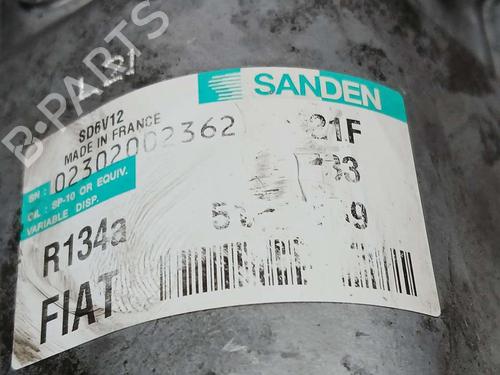 B-PARTS
SANDEN
SD6V12
MADE IN FRANCE
SN: 02302002362
OIL: SP-10 OR EQUIV.
VARIABLE DISP.
R134a
FIAT